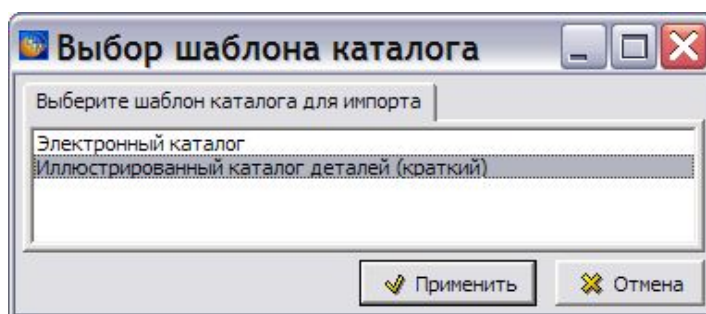 Выбор шаблона каталога
Выберите шаблон каталога для импорта
Электронный каталог
Иллюстрированный каталог деталей (краткий)
Применить
Отмена